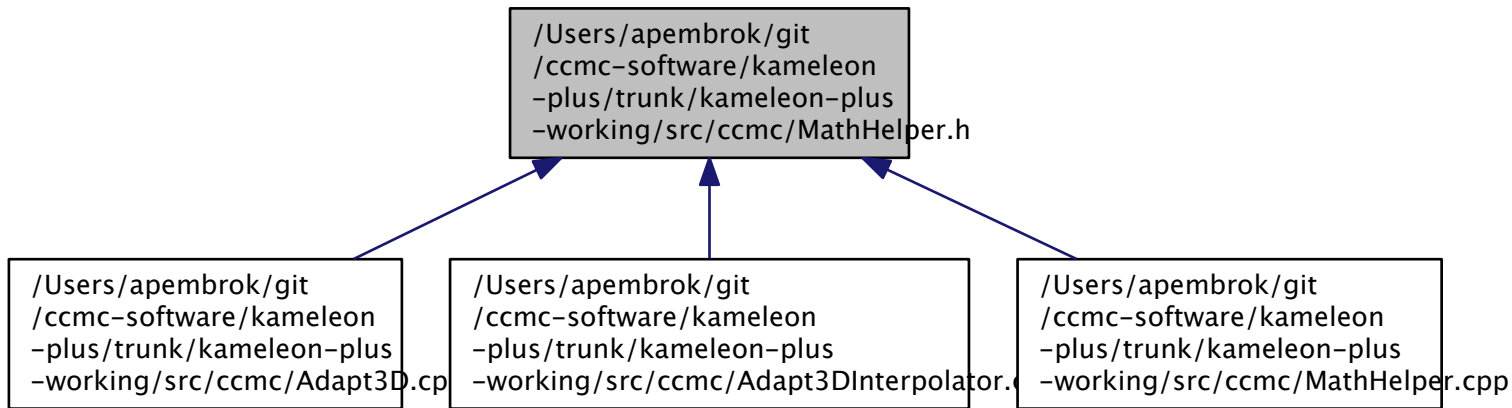 /Users/apembrok/git
/ccmc-software/kameleon
-plus/trunk/kameleon-plus
-working/src/ccmc/MathHelper.h
/Users/apembrok/git
/ccmc-software/kameleon
-plus/trunk/kameleon-plus
-working/src/ccmc/Adapt3D.cp
/Users/apembrok/git
/ccmc-software/kameleon
-plus/trunk/kameleon-plus
-working/src/ccmc/Adapt3DInterpolator.c
/Users/apembrok/git
/ccmc-software/kameleon
-plus/trunk/kameleon-plus
-working/src/ccmc/MathHelper.cpp